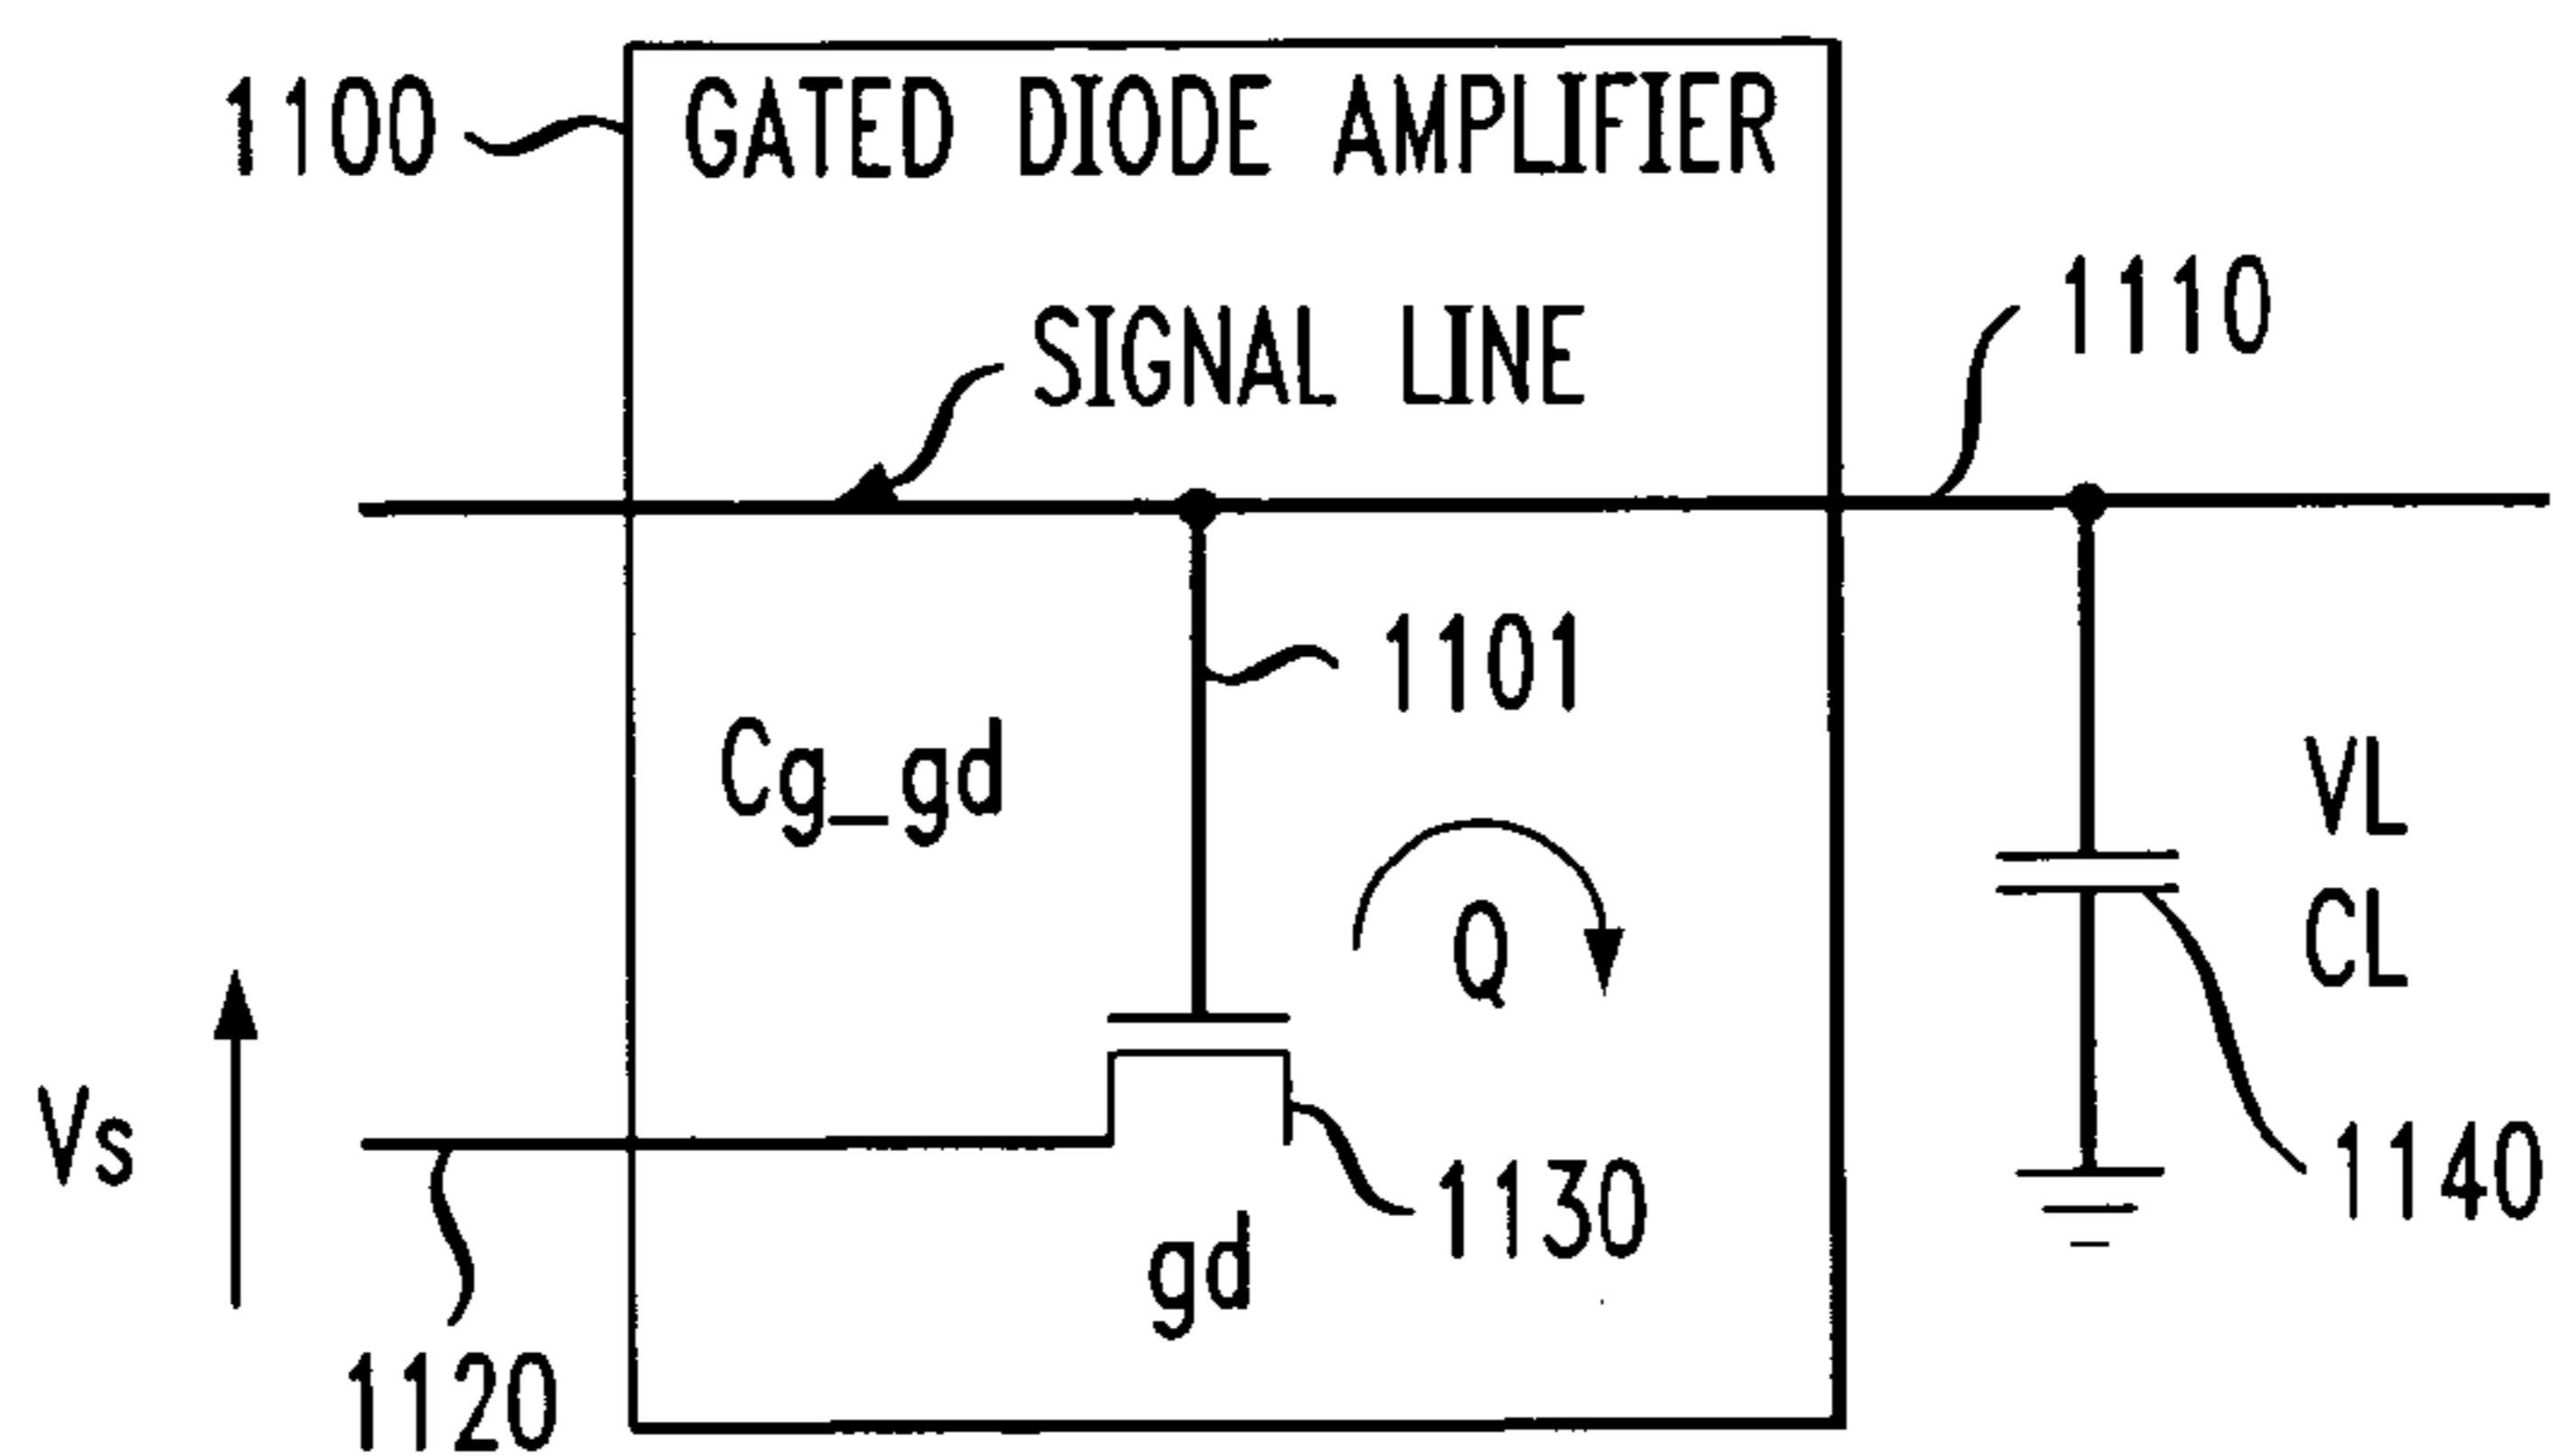 1100
GATED DIODE AMPLIFIER
SIGNAL LINE
1110
1101
Cg_gd
VL
Q
CL
Vs
1130
1140
gd
1120